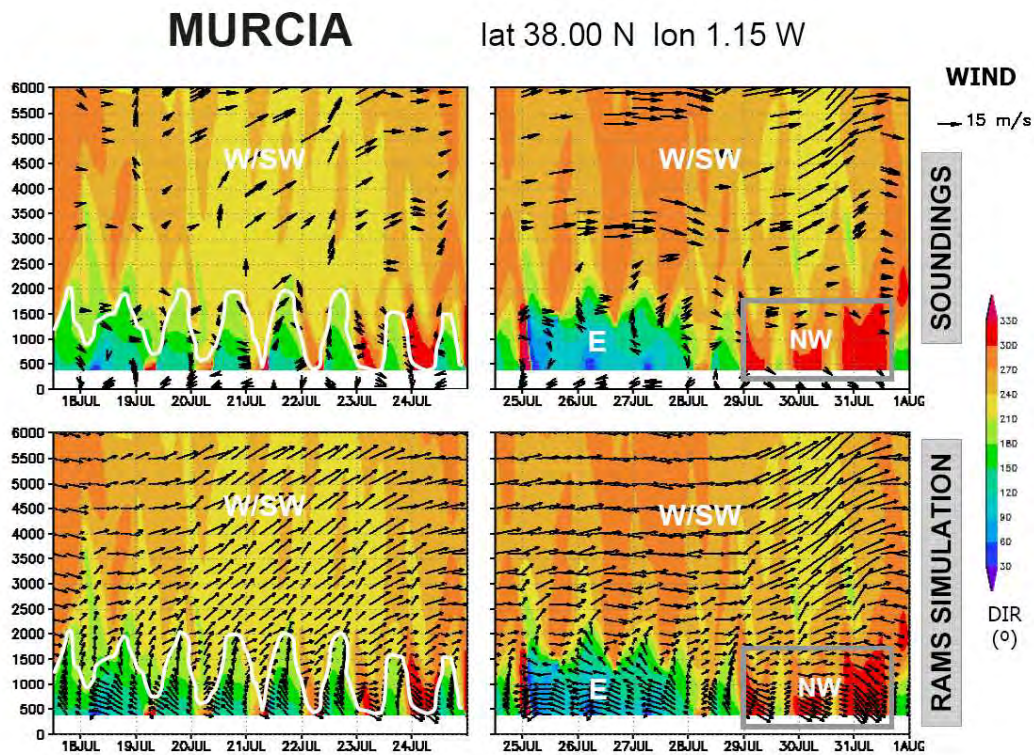 MURCIA lat 38.00 N lon 1.15 W
WIND
15 m/s
6000
5500
5000
4500
4000
3500
3000
2500
2000
1500
1000
500
0
W/SW
18JUL 19JUL 20JUL 21JUL 22JUL 23JUL 24JUL
W/SW
E
NW
25JUL 26JUL 27JUL 28JUL 29JUL 30JUL 31JUL 1AUG
SOUNDINGS
6000
5500
5000
4500
4000
3500
3000
2500
2000
1500
1000
500
0
W/SW
18JUL 19JUL 20JUL 21JUL 22JUL 23JUL 24JUL
W/SW
E
NW
25JUL 26JUL 27JUL 28JUL 29JUL 30JUL 31JUL 1AUG
RAMS SIMULATION
330
300
270
240
210
180
150
120
90
60
30
DIR
(º)